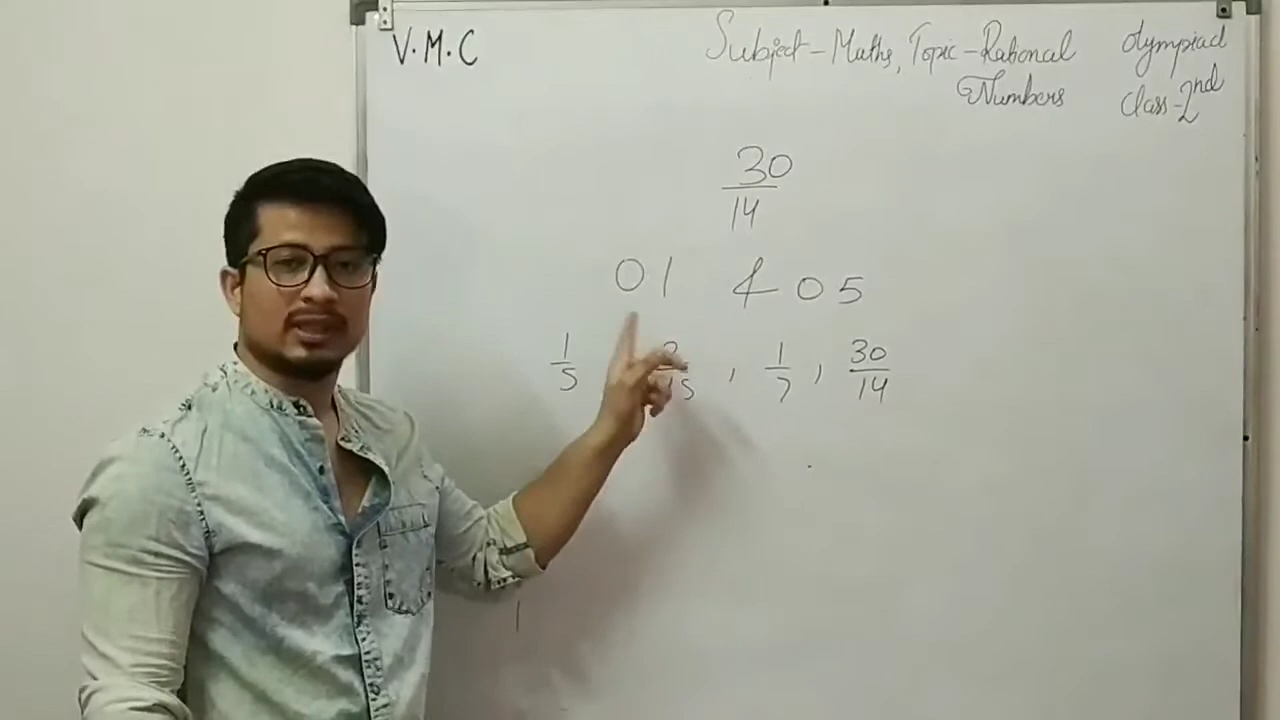 V.M.C
Subject-Maths, Topic-Rational Numbers
Olympiad
Class-2nd
30/14
01 & 05
1/5 , 1/7 , 30/14